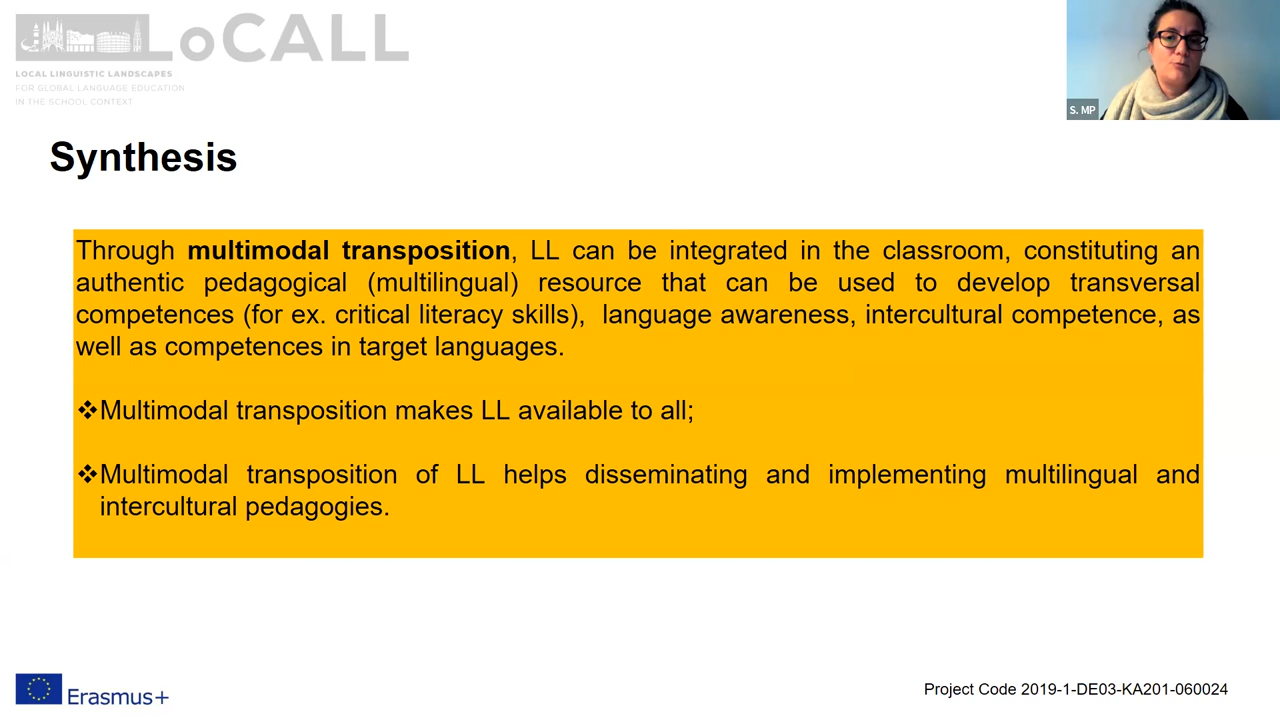 LoCALL
LOCAL LINGUISTIC LANDSCAPES
FOR GLOBAL LANGUAGE EDUCATION
IN THE SCHOOL CONTEXT
S. MP
Synthesis
Through multimodal transposition, LL can be integrated in the classroom, constituting an
authentic pedagogical (multilingual) resource that can be used to develop transversal
competences (for ex. critical literacy skills), language awareness, intercultural competence, as
well as competences in target languages.
❖Multimodal transposition makes LL available to all;
❖Multimodal transposition of LL helps disseminating and implementing multilingual and
intercultural pedagogies.
Erasmus+
Project Code 2019-1-DE03-KA201-060024